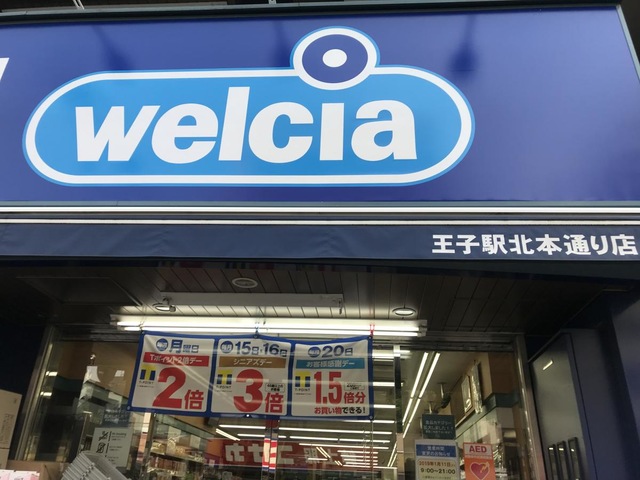 welcia
王子駅北本通り店
毎週月曜日
Tポイント2倍デー
2倍
毎月15日・16日
シニアズデー
3倍
毎月20日
お客様感謝デー
1.5倍分
お買い物できる!
AED